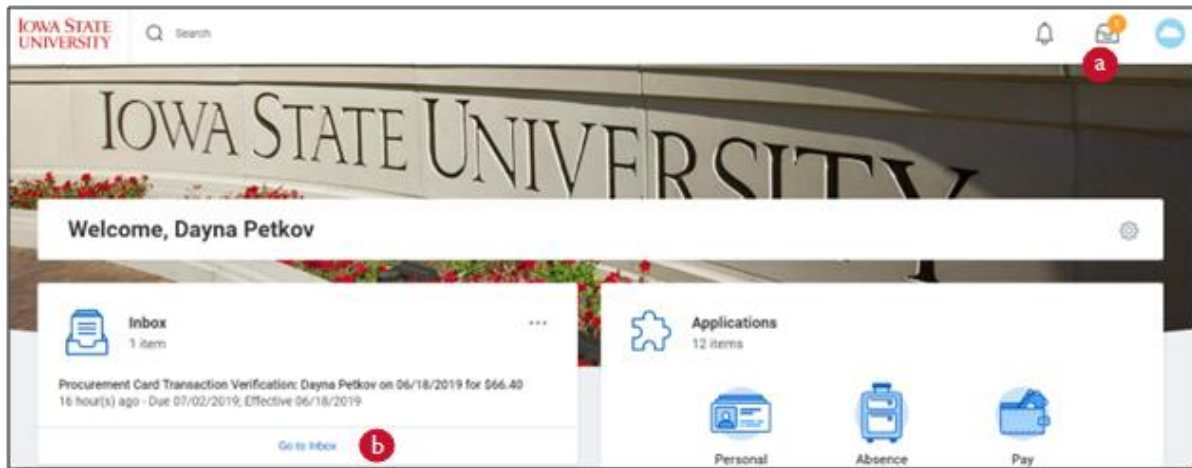 IOWA STATE
UNIVERSITY
Search
1
a
IOWA STATE UNIVERSITY
Welcome, Dayna Petkov
Inbox
1 item
Procurement Card Transaction Verification: Dayna Petkov on 06/18/2019 for $66.40
16 hour(s) ago - Due 07/02/2019; Effective 06/18/2019
Go to Inbox
b
Applications
12 items
Personal
Absence
Pay